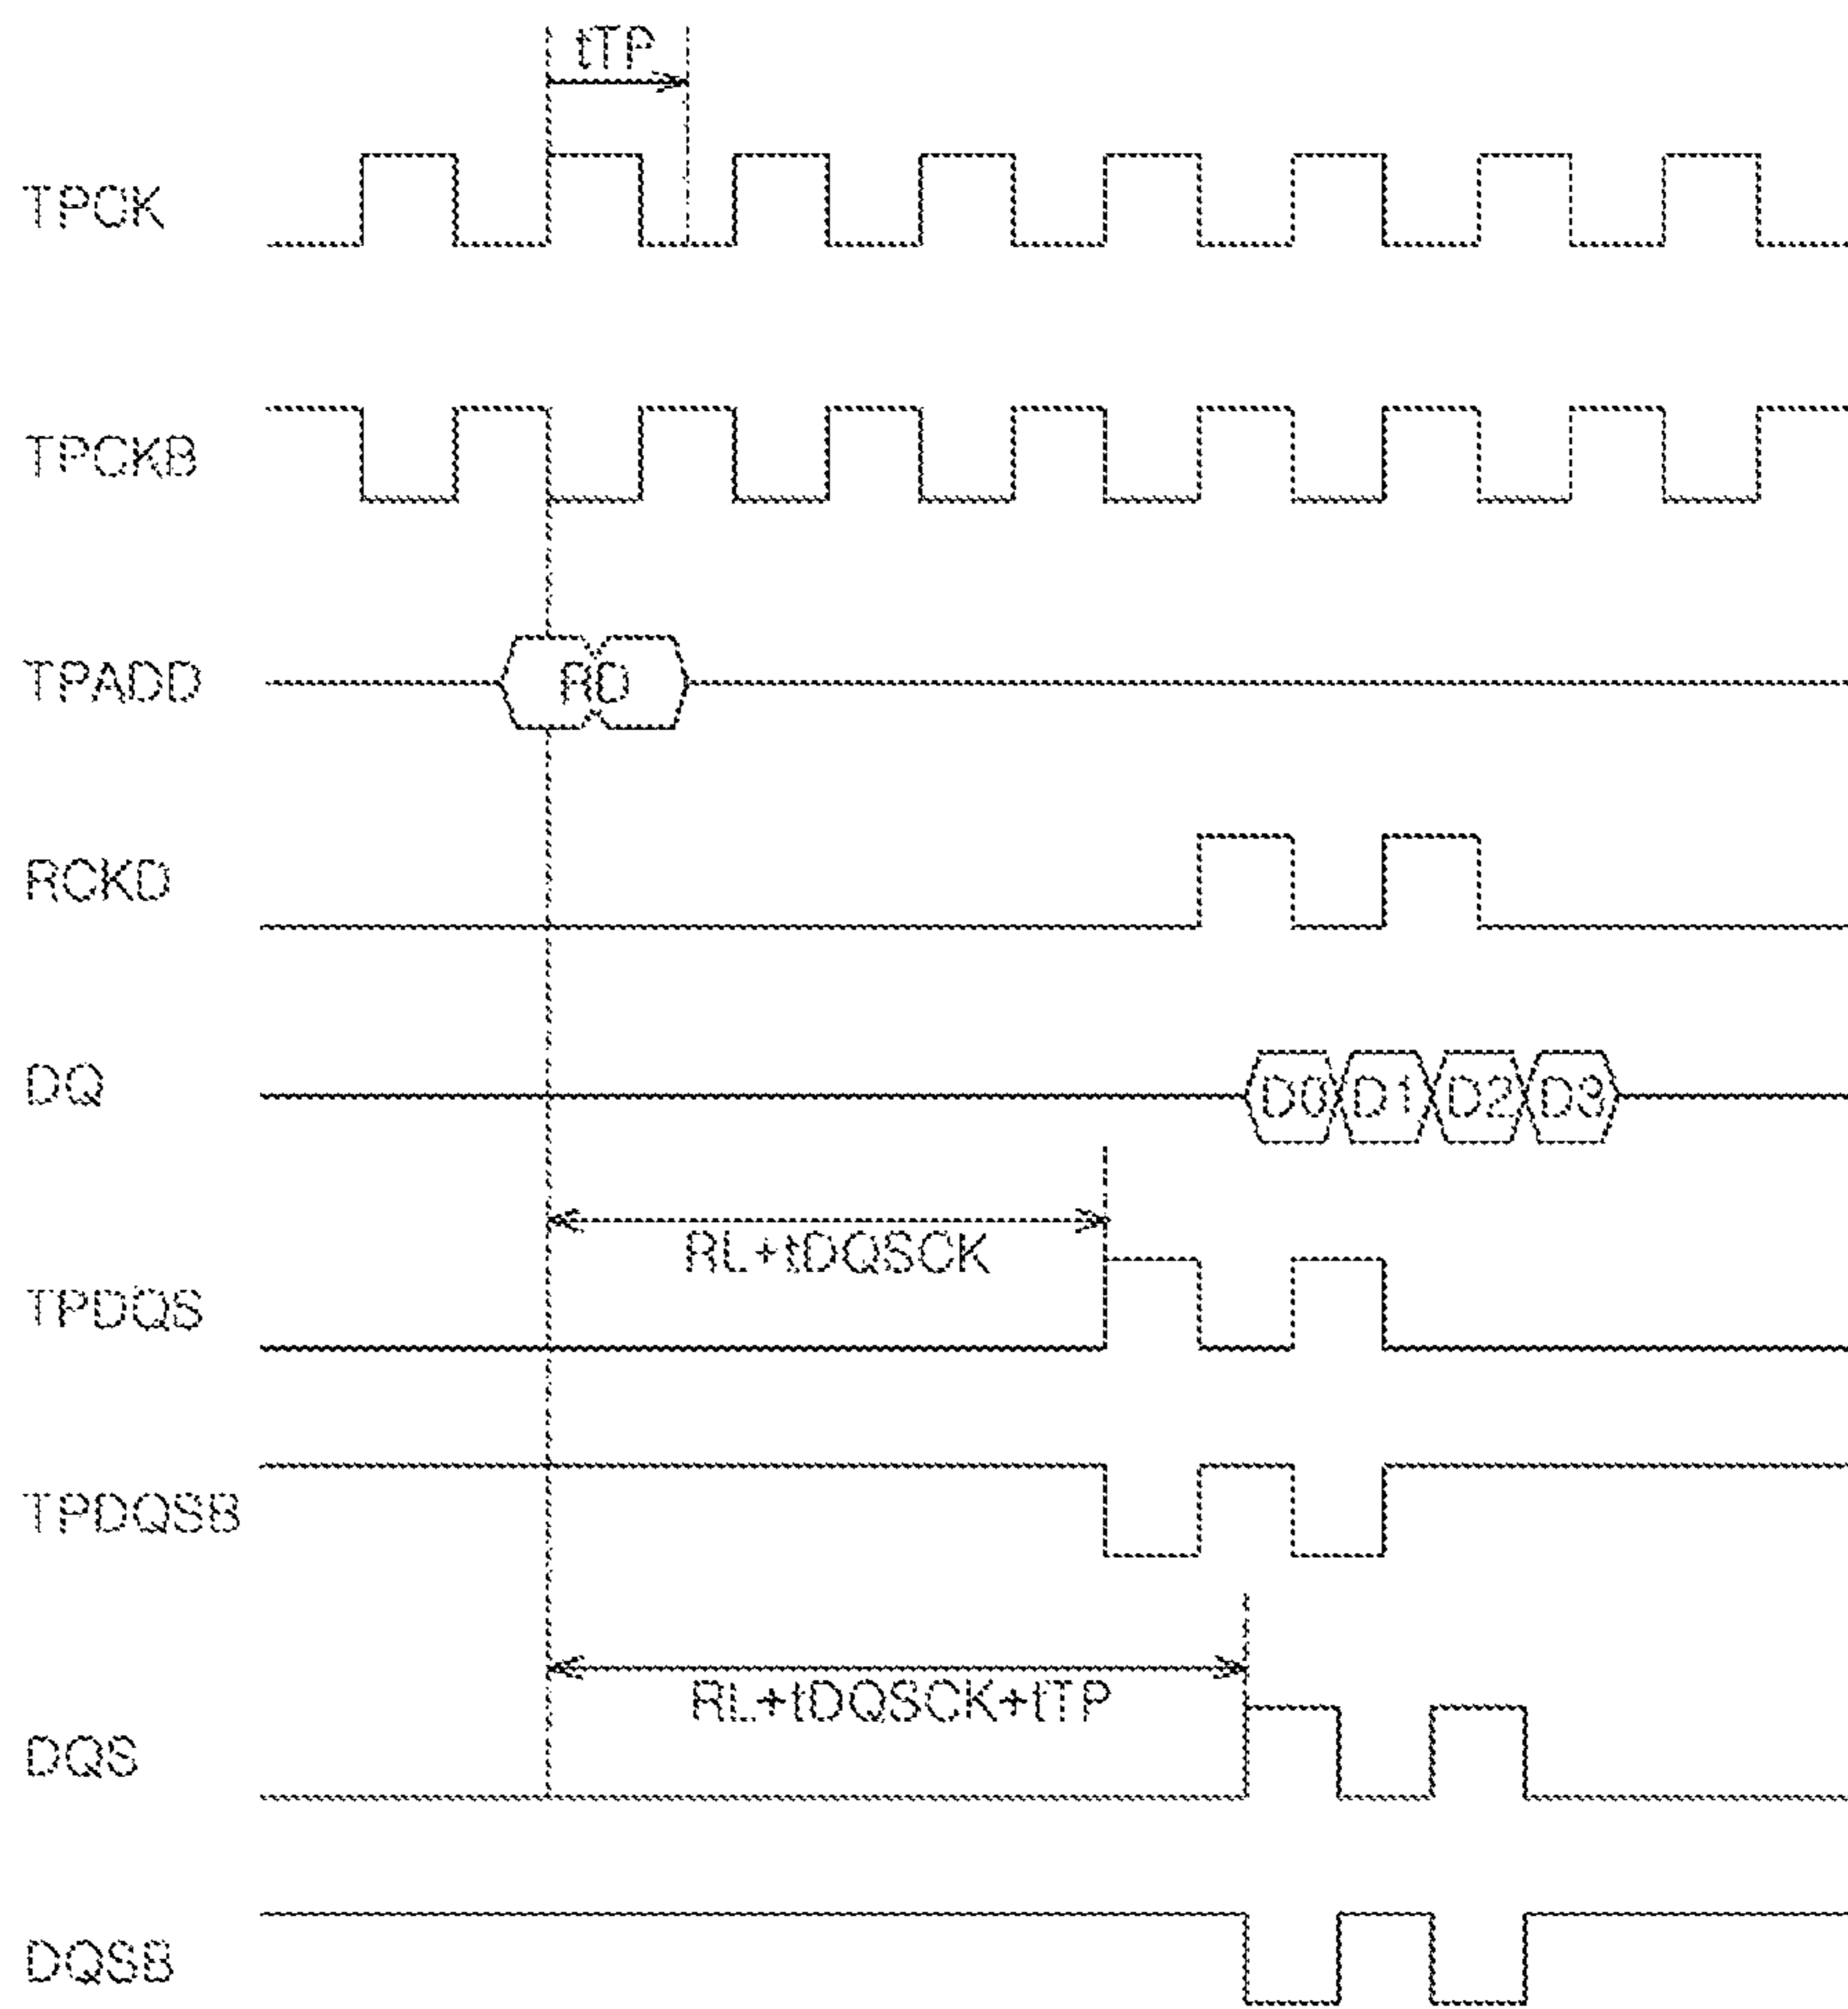 tTP
TPCK
TPCKB
TPADD
RD
RCKD
DQ
D0 D1 D2 D3
RL+tDQSCK
TPDQS
TPDQSB
RL+tDQSCK+tTP
DQS
DQSB